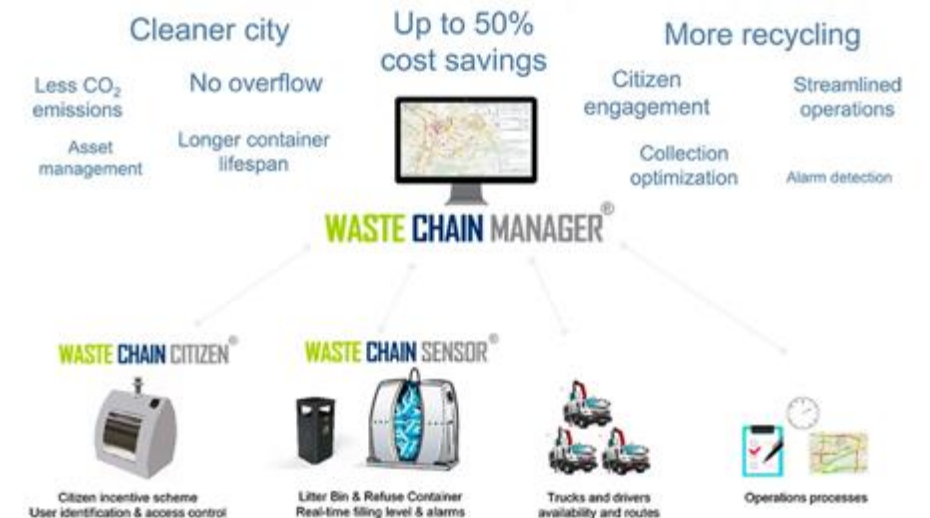 Cleaner city
Up to 50%
cost savings
More recycling
Less CO₂
emissions
No overflow
Asset
management
Longer container
lifespan
Citizen
engagement
Streamlined
operations
Collection
optimization
Alarm detection
WASTE CHAIN MANAGER®
WASTE CHAIN CITIZEN®
WASTE CHAIN SENSOR®
Citizen incentive scheme
User identification & access control
Litter Bin & Refuse Container
Real-time filling level & alarms
Trucks and drivers
availability and routes
Operations processes